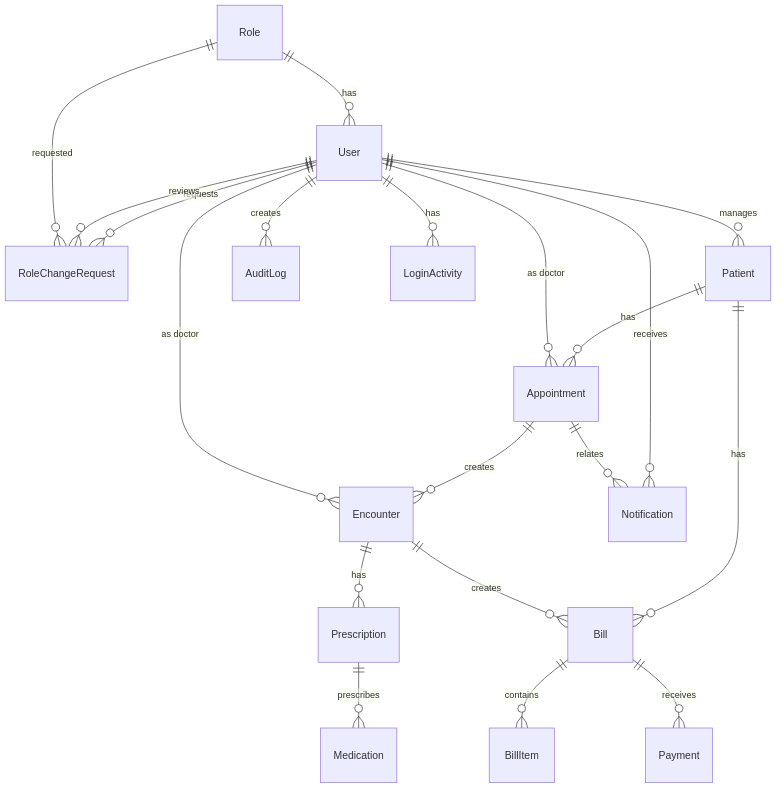 Role
has
requested
User
reviews
requests
creates
has
manages
RoleChangeRequest
AuditLog
LoginActivity
as doctor
Patient
has
as doctor
receives
Appointment
creates
relates
has
Encounter
Notification
has
creates
Prescription
Bill
prescribes
contains
receives
Medication
BillItem
Payment